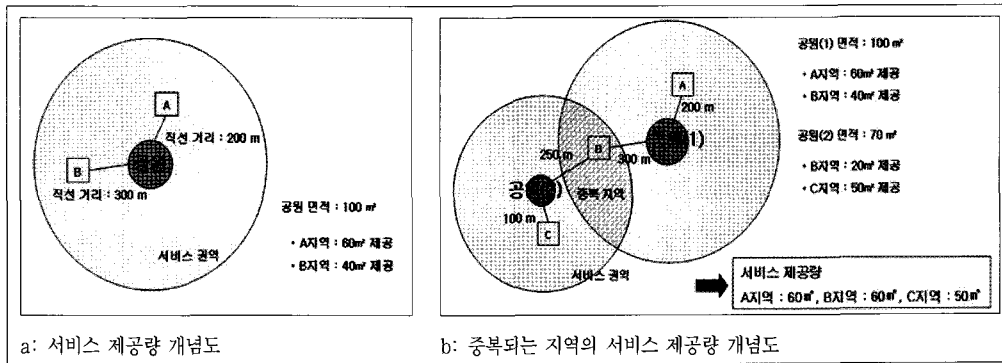 A
직선 거리 : 200 m
B
직선 거리 : 300 m
공원 면적 : 100 ㎡
• A지역 : 60㎡ 제공
• B지역 : 40㎡ 제공
서비스 권역
a: 서비스 제공량 개념도
공원(1) 면적 : 100 ㎡
• A지역 : 60㎡ 제공
• B지역 : 40㎡ 제공
공원(2) 면적 : 70 ㎡
• B지역 : 20㎡ 제공
• C지역 : 50㎡ 제공
A
200 m
B
250 m
300 m
중복 지역
100 m
C
서비스 권역
서비스 제공량
A지역 : 60㎡, B지역 : 60㎡, C지역 : 50㎡
b: 중복되는 지역의 서비스 제공량 개념도